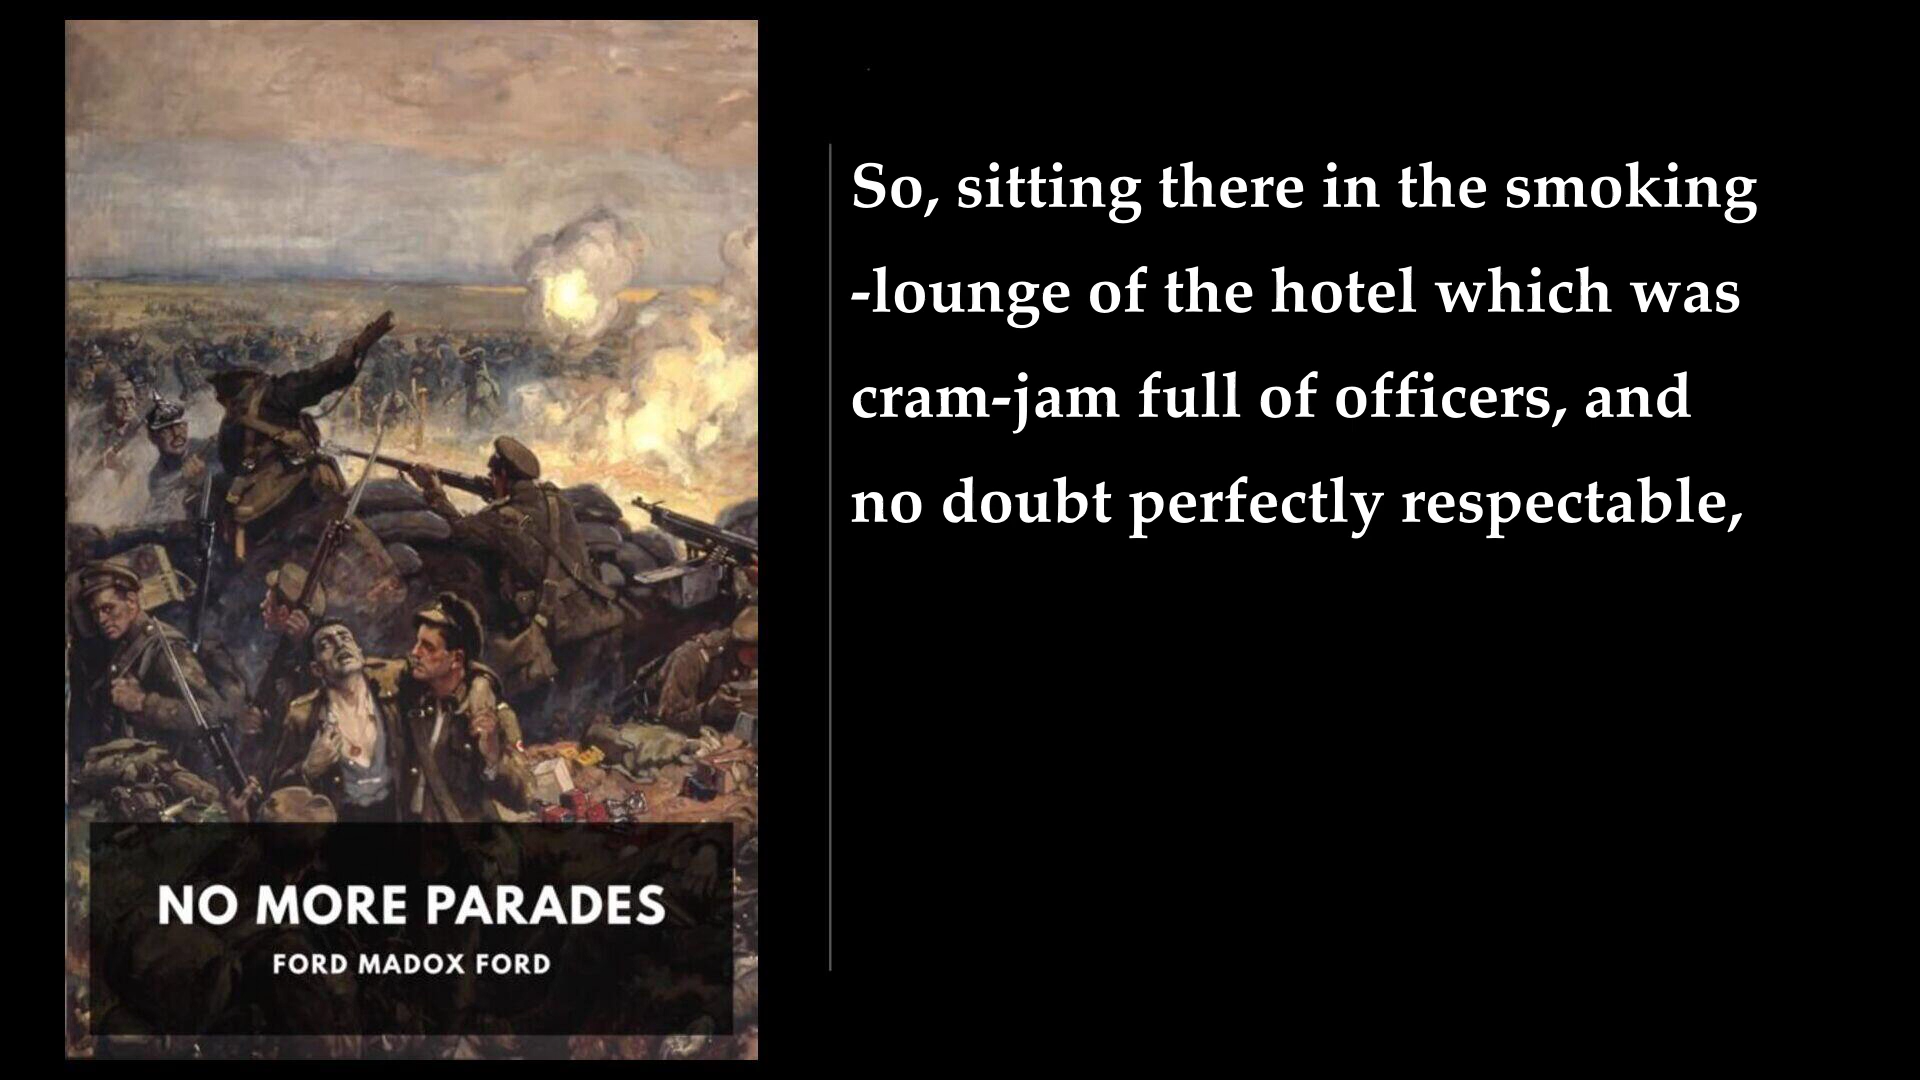 So, sitting there in the smoking
-lounge of the hotel which was
cram-jam full of officers, and
no doubt perfectly respectable,
NO MORE PARADES
FORD MADOX FORD